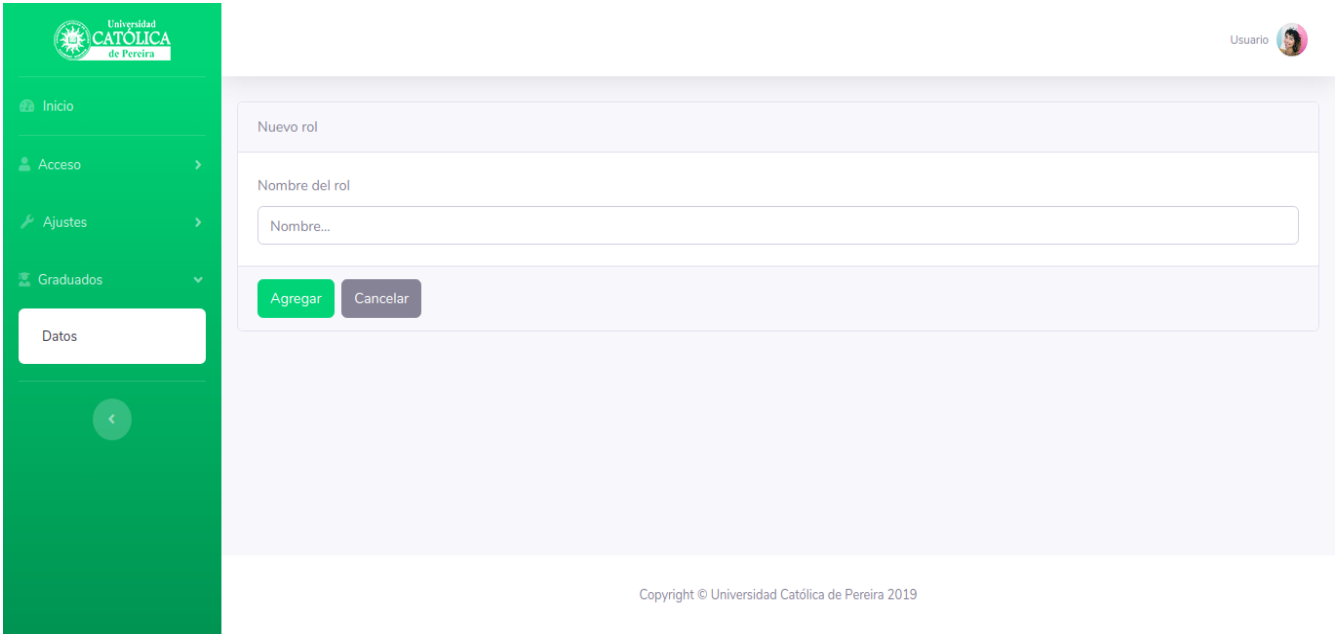 Universidad
CATÓLICA
de Pereira
Usuario
Inicio
Acceso
Ajustes
Graduados
Datos
Nuevo rol
Nombre del rol
Nombre...
Agregar
Cancelar
Copyright © Universidad Católica de Pereira 2019